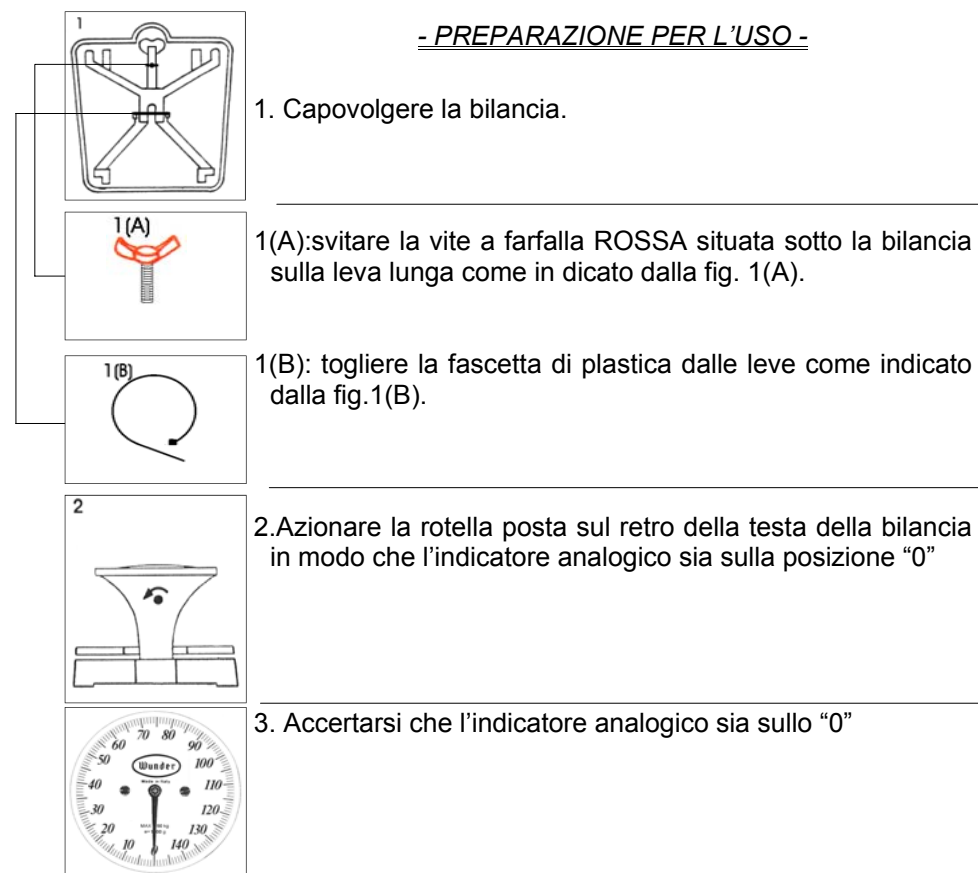 - PREPARAZIONE PER L’USO -
1
1. Capovolgere la bilancia.
1(A)
1(A):svitare la vite a farfalla ROSSA situata sotto la bilancia
sulla leva lunga come in dicato dalla fig. 1(A).
1(B)
1(B): togliere la fascetta di plastica dalle leve come indicato
dalla fig.1(B).
2
2.Azionare la rotella posta sul retro della testa della bilancia
in modo che l’indicatore analogico sia sulla posizione “0”
3. Accertarsi che l’indicatore analogico sia sullo “0”
70 80
60 90
50 Wunder 100
Made in Italy
40 110
30 120
20 130
10 0 140